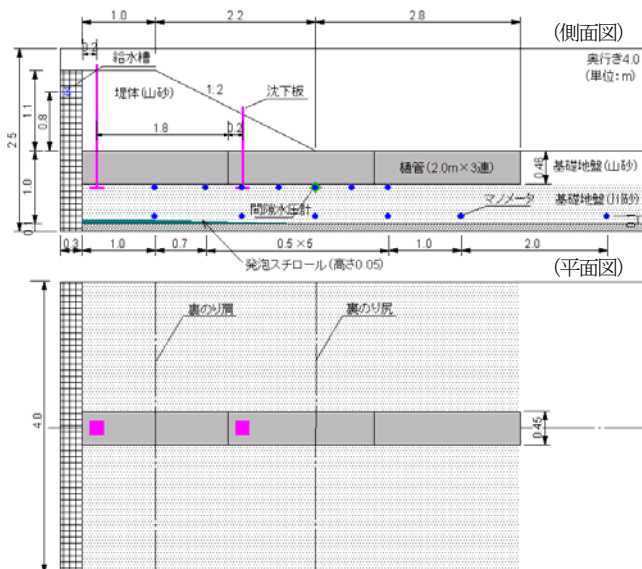 (側面図)
奥行き4.0
(単位:m)
1.0
2.2
2.8
0.2
給水槽
堤体(山砂)
1.2
沈下板
1.8
0.2
2.5
1.1
0.8
1.0
樋管(2.0m×3連)
0.46
基礎地盤(山砂)
間隙水圧計
マノメータ
基礎地盤(川砂)
0.1
0.3
1.0
0.7
0.5×5
1.0
2.0
発泡スチロール(高さ0.05)
(平面図)
裏のり肩
裏のり尻
4.0
0.45